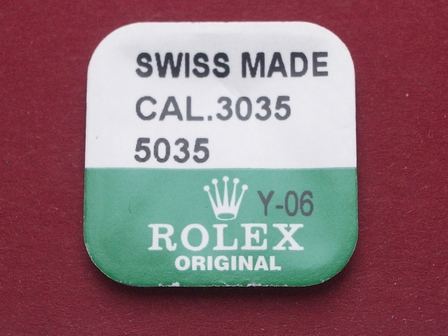 SWISS MADE
CAL.3035
5035
Y-06
ROLEX
ORIGINAL